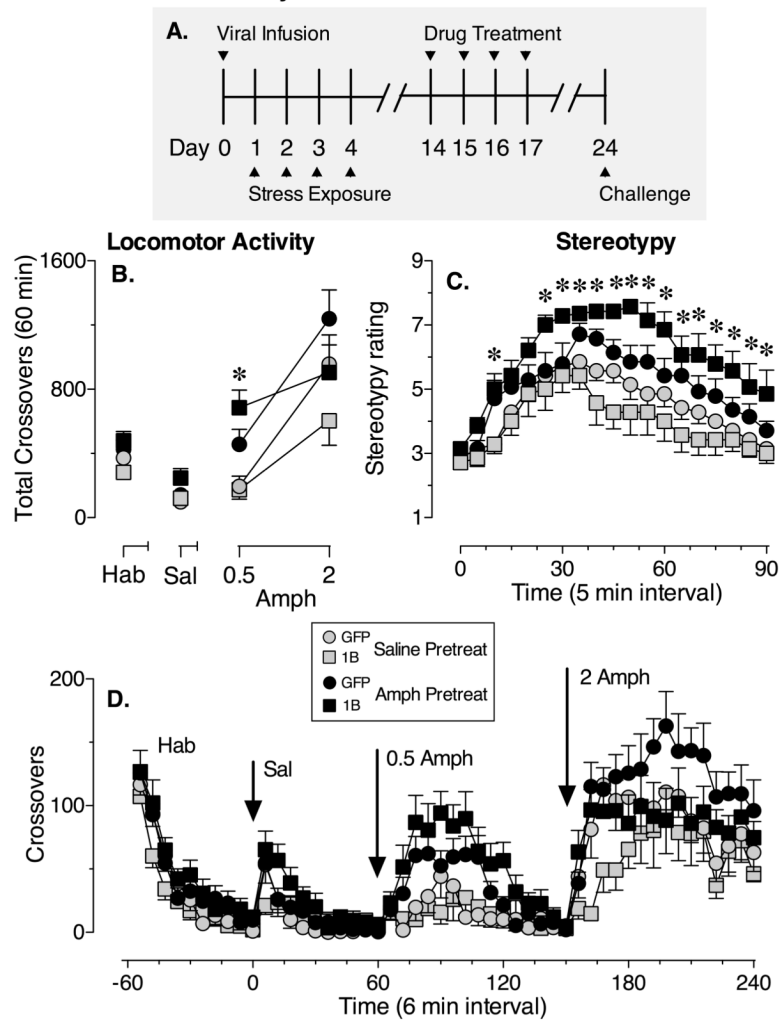 A.
Viral Infusion Drug Treatment
Day 0 1 2 3 4 14 15 16 17 24
Stress Exposure Challenge
Locomotor Activity
B.
Total Crossovers (60 min)
1600
800
0
*
Hab Sal 0.5 2
Amph
Stereotypy
C.
Stereotypy rating
9
7
5
3
1
* * * * * * * * * * * * * *
0 30 60 90
Time (5 min interval)
GFP
1B
Saline Pretreat
GFP
1B
Amph Pretreat
D.
Crossovers
200
100
0
Hab
Sal
0.5 Amph
2 Amph
-60 0 60 120 180 240
Time (6 min interval)